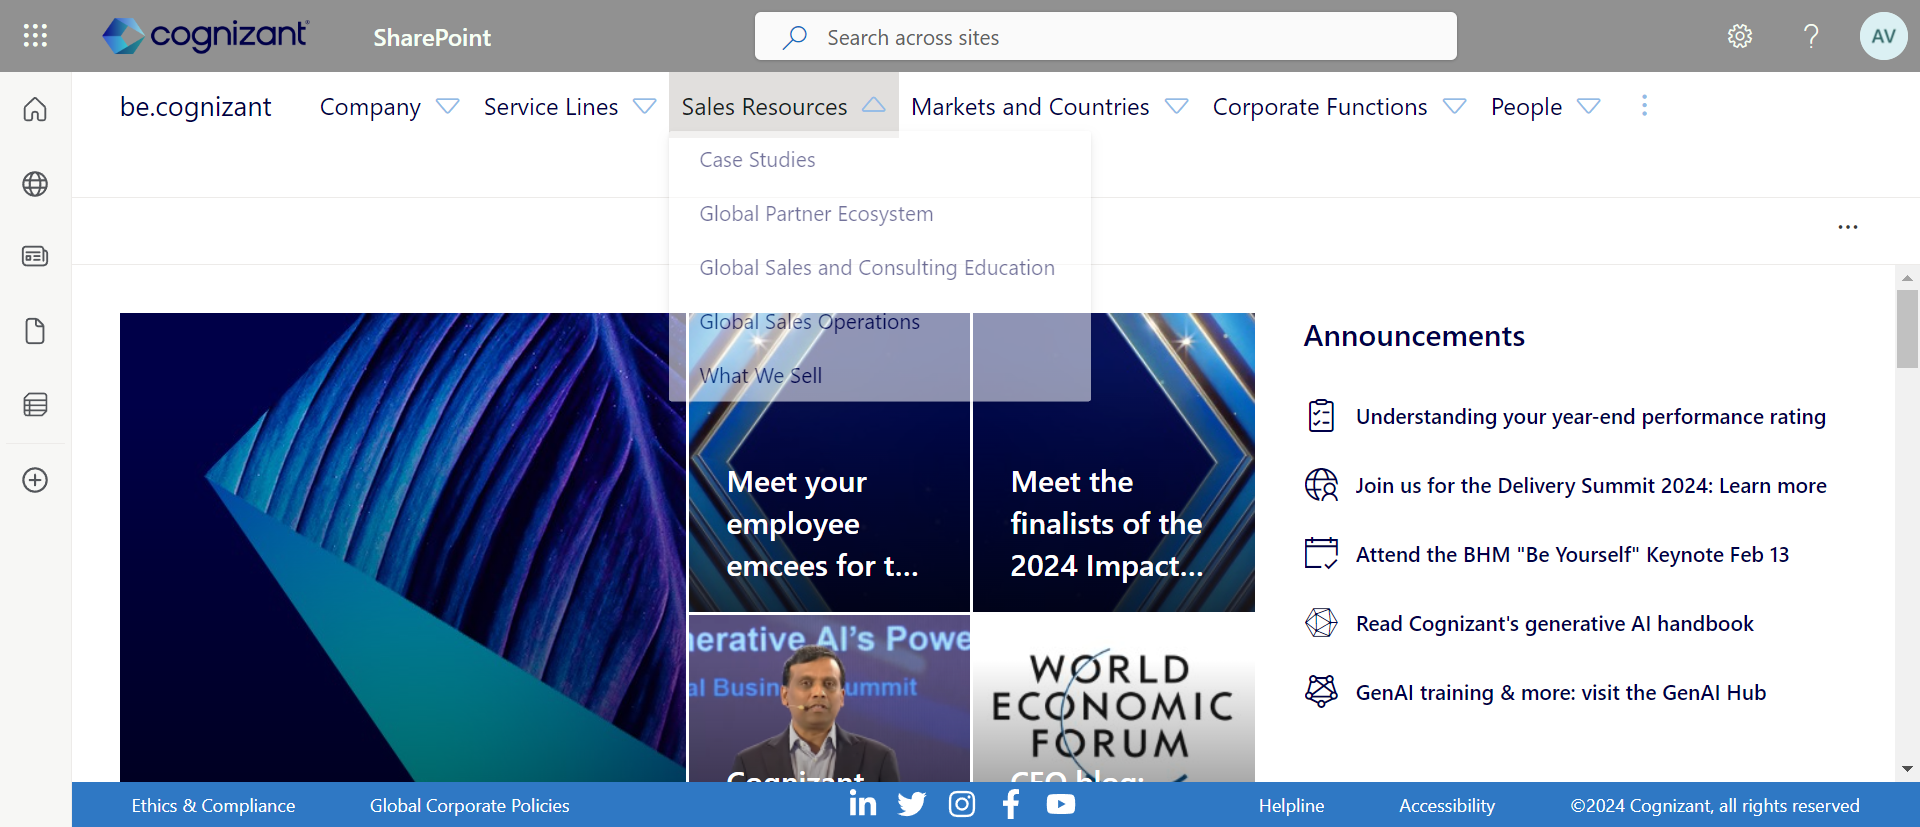 cognizant
SharePoint
Search across sites
AV
be.cognizant
Company
Service Lines
Sales Resources
Markets and Countries
Corporate Functions
People
Case Studies
Global Partner Ecosystem
Global Sales and Consulting Education
Global Sales Operations
What We Sell
Meet your
employee
emcees for t...
Meet the
finalists of the
2024 Impact...
nerative AI's Powe
al Busin ummit
Cognizant
WORLD
ECONOMIC
FORUM
CEO blog:
Announcements
Understanding your year-end performance rating
Join us for the Delivery Summit 2024: Learn more
Attend the BHM "Be Yourself" Keynote Feb 13
Read Cognizant's generative AI handbook
GenAI training & more: visit the GenAI Hub
Ethics & Compliance
Global Corporate Policies
Helpline
Accessibility
©2024 Cognizant, all rights reserved